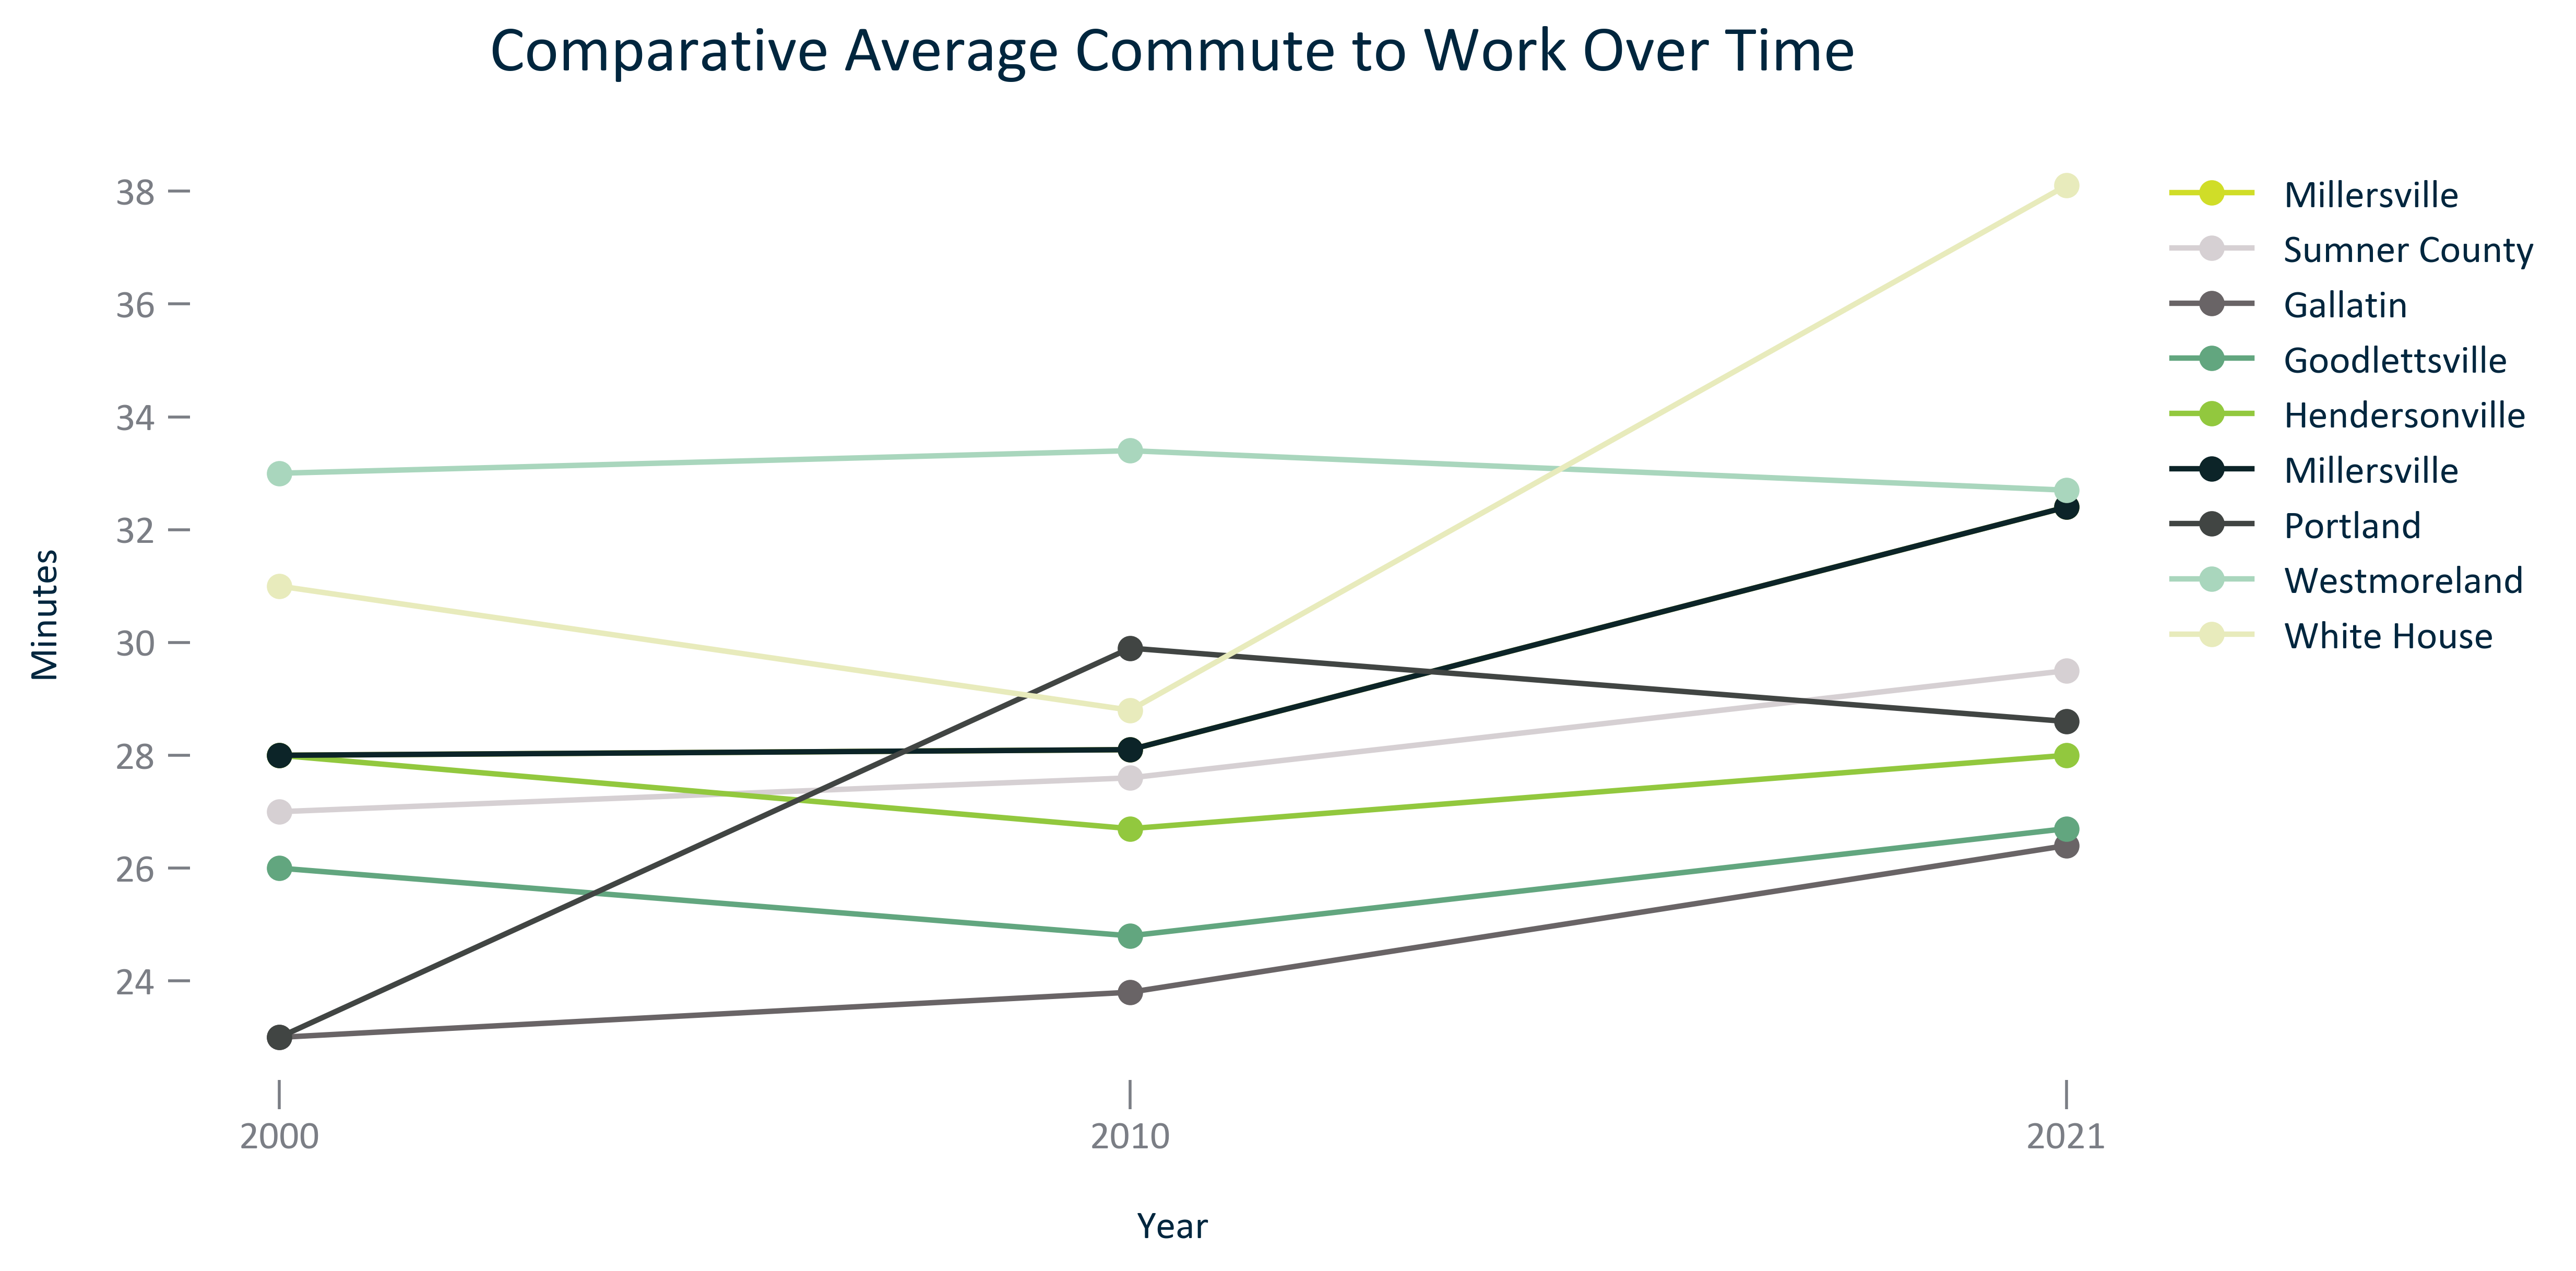 Comparative Average Commute to Work Over Time
38
36
34
32
30
28
26
24
Minutes
2000
2010
2021
Year
Millersville
Sumner County
Gallatin
Goodlettsville
Hendersonville
Millersville
Portland
Westmoreland
White House